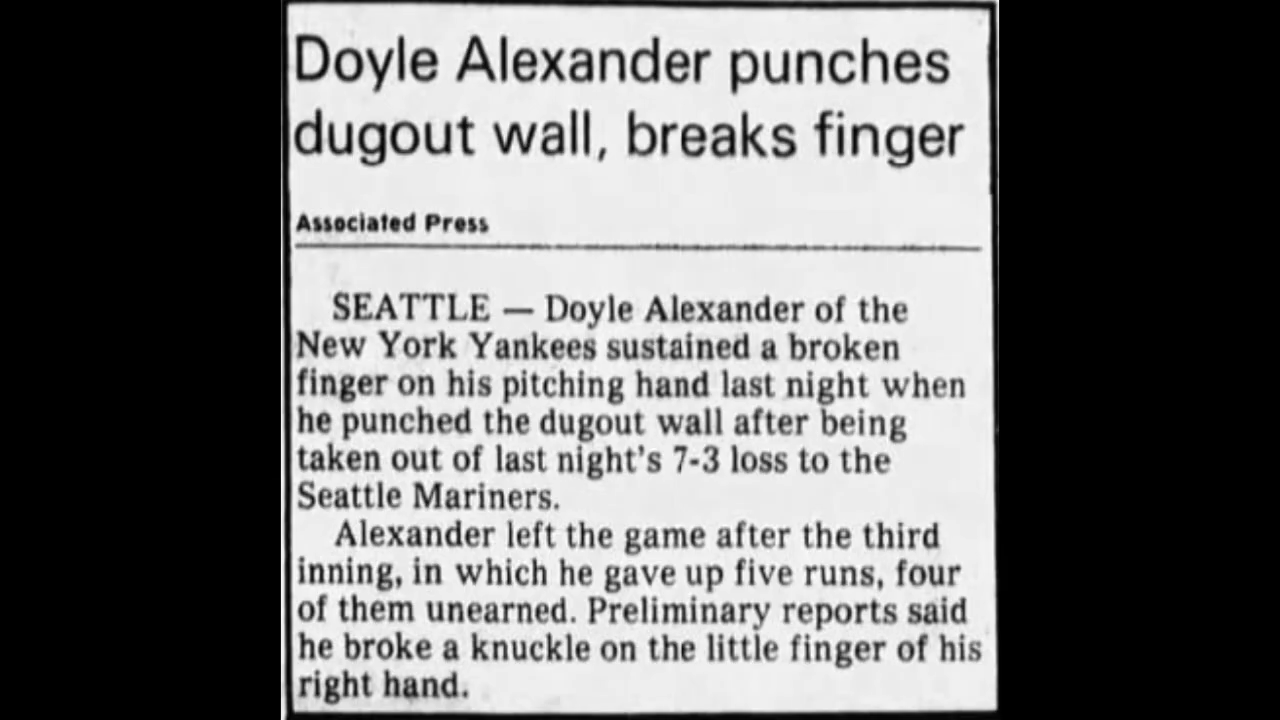 Doyle Alexander punches
dugout wall, breaks finger
Associated Press
SEATTLE — Doyle Alexander of the
New York Yankees sustained a broken
finger on his pitching hand last night when
he punched the dugout wall after being
taken out of last night's 7-3 loss to the
Seattle Mariners.
Alexander left the game after the third
inning, in which he gave up five runs, four
of them unearned. Preliminary reports said
he broke a knuckle on the little finger of his
right hand.